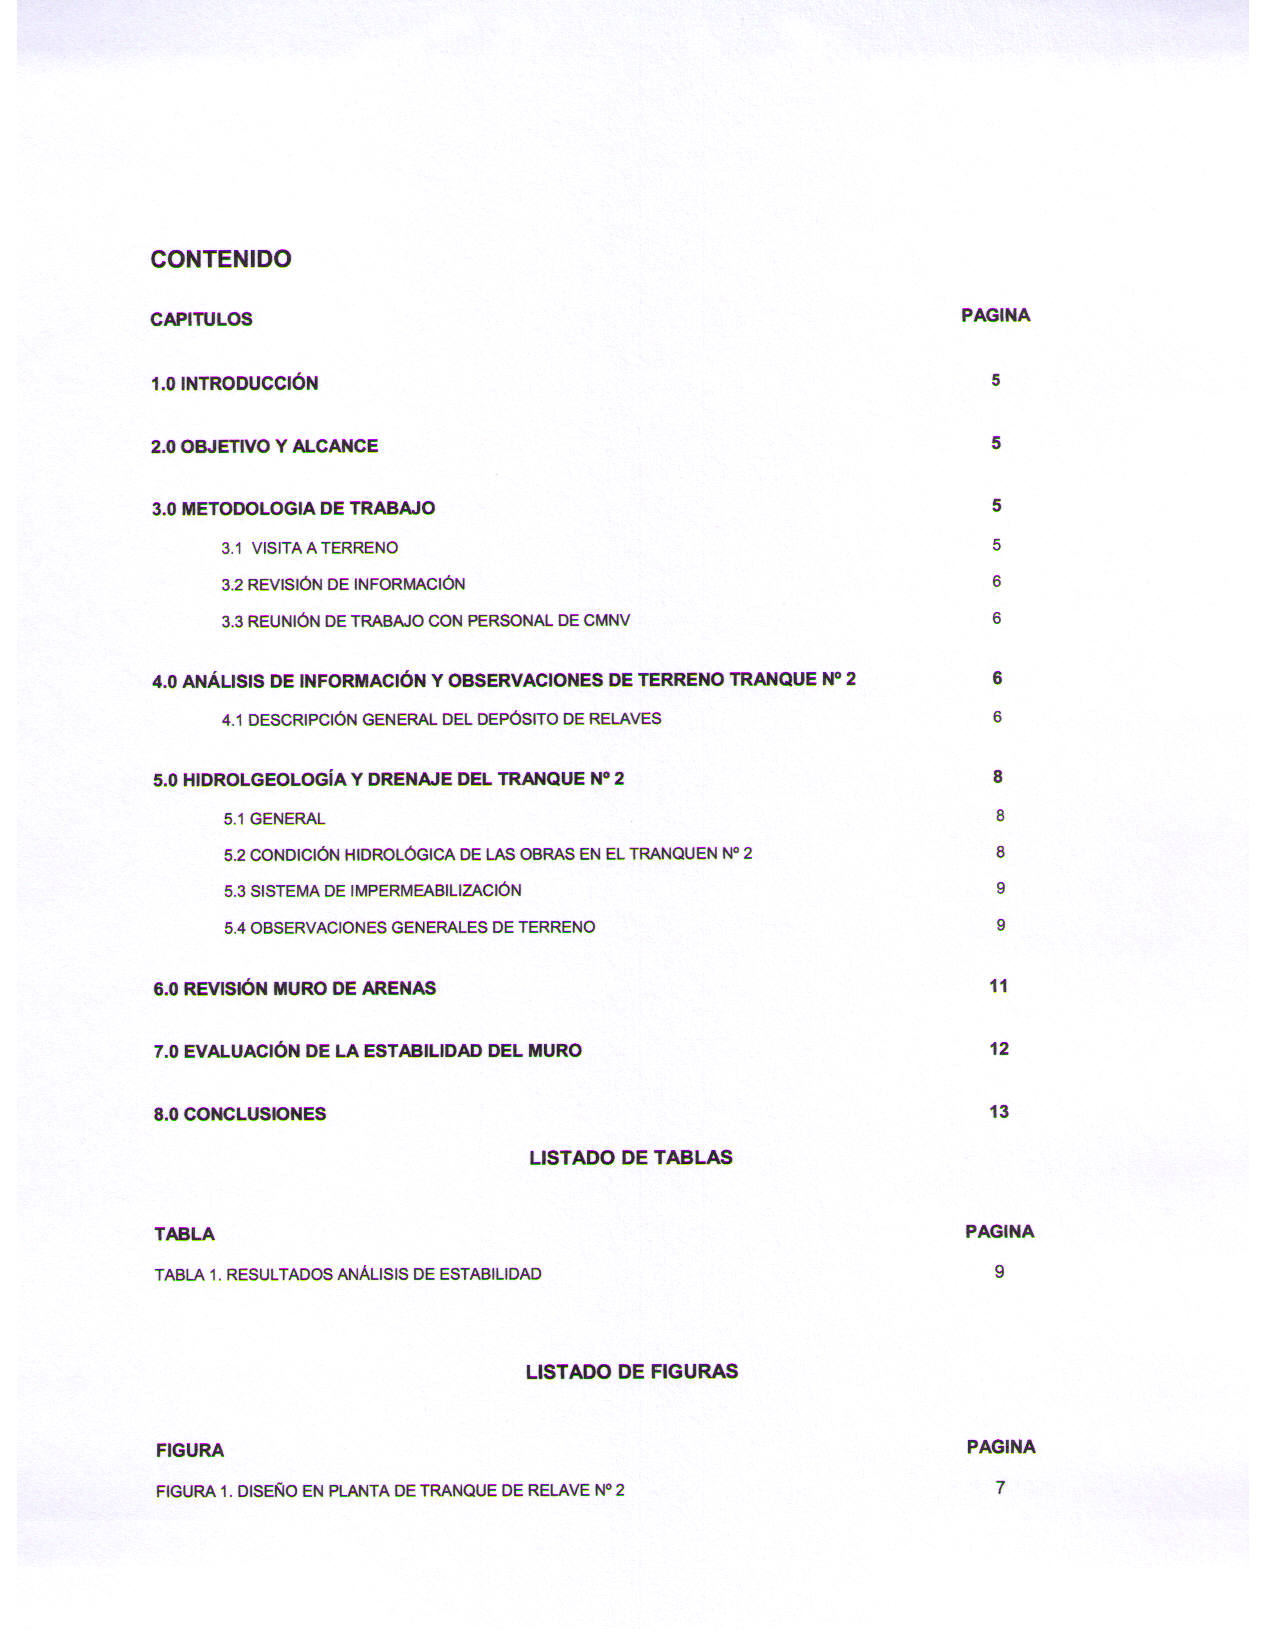 CONTENIDO
CAPITULOS PAGINA
1.0 INTRODUCCIÓN 5
2.0 OBJETIVO Y ALCANCE 5
3.0 METODOLOGIA DE TRABAJO 5
3.1 VISITA A TERRENO 5
3.2 REVISIÓN DE INFORMACIÓN 6
3.3 REUNIÓN DE TRABAJO CON PERSONAL DE CMNV 6
4.0 ANÁLISIS DE INFORMACIÓN Y OBSERVACIONES DE TERRENO TRANQUE Nº 2 6
4.1 DESCRIPCIÓN GENERAL DEL DEPÓSITO DE RELAVES 6
5.0 HIDROLGEOLOGÍA Y DRENAJE DEL TRANQUE Nº 2 8
5.1 GENERAL 8
5.2 CONDICIÓN HIDROLÓGICA DE LAS OBRAS EN EL TRANQUEN Nº 2 8
5.3 SISTEMA DE IMPERMEABILIZACIÓN 9
5.4 OBSERVACIONES GENERALES DE TERRENO 9
6.0 REVISIÓN MURO DE ARENAS 11
7.0 EVALUACIÓN DE LA ESTABILIDAD DEL MURO 12
8.0 CONCLUSIONES 13
LISTADO DE TABLAS
TABLA PAGINA
TABLA 1. RESULTADOS ANÁLISIS DE ESTABILIDAD 9
LISTADO DE FIGURAS
FIGURA PAGINA
FIGURA 1. DISEÑO EN PLANTA DE TRANQUE DE RELAVE Nº 2 7